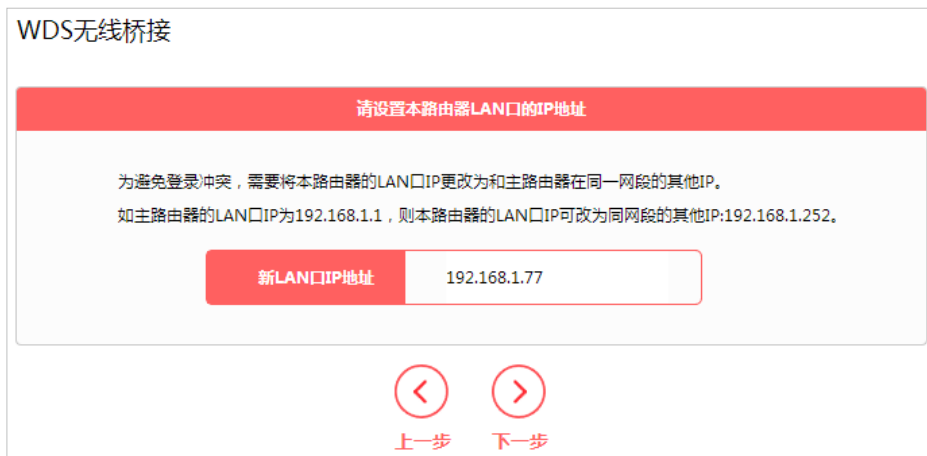 WDS无线桥接
请设置本路由器LAN口的IP地址
为避免登录冲突，需要将本路由器的LAN口IP更改为和主路由器在同一网段的其他IP。
如主路由器的LAN口IP为192.168.1.1，则本路由器的LAN口IP可改为同网段的其他IP:192.168.1.252。
新LAN口IP地址 192.168.1.77
上一步 下一步